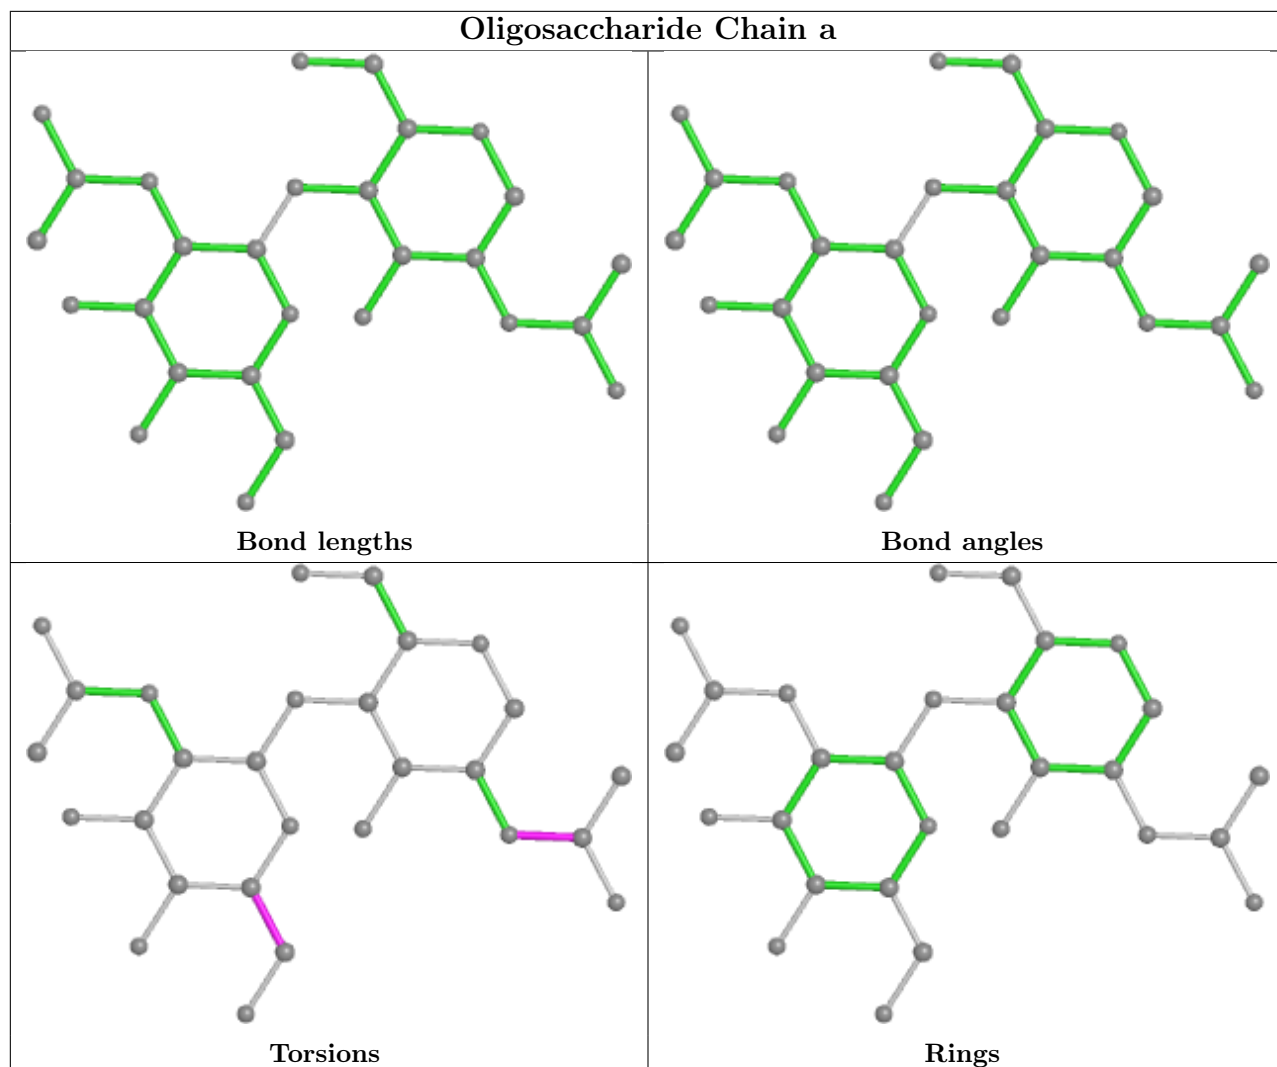 Oligosaccharide Chain a
Bond lengths
Bond angles
Torsions
Rings